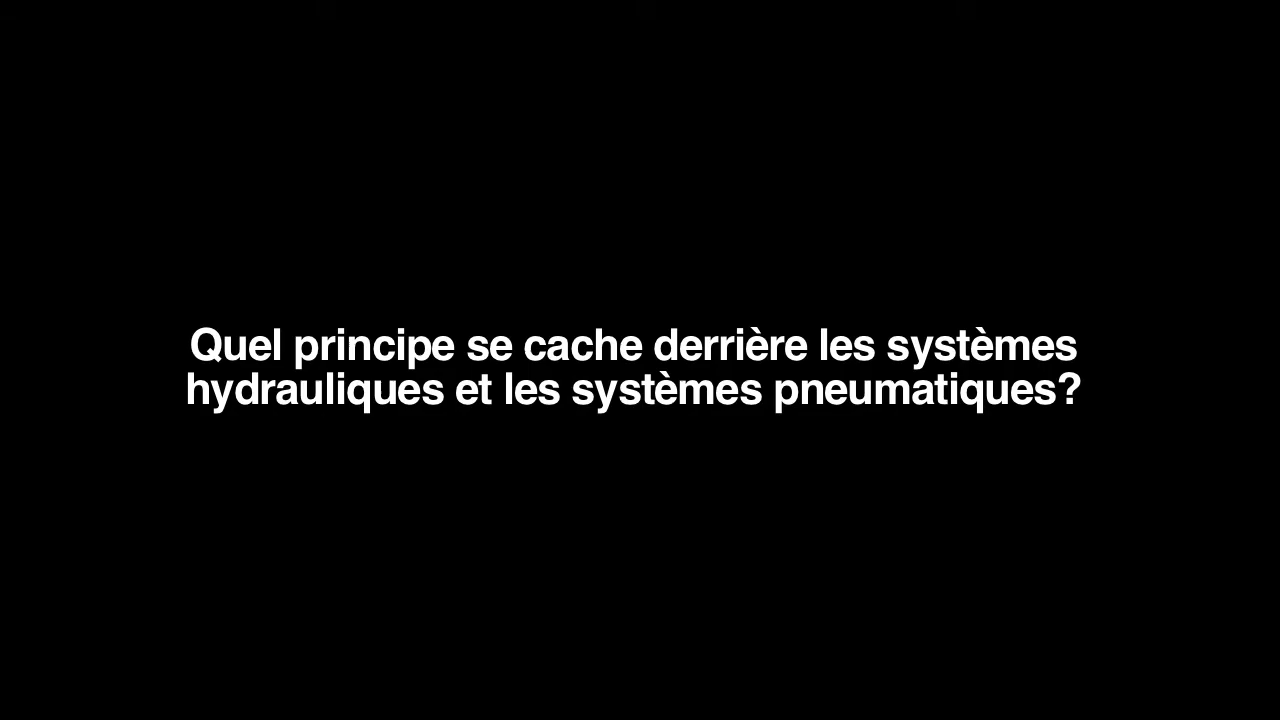 Quel principe se cache derrière les systèmes
hydrauliques et les systèmes pneumatiques?